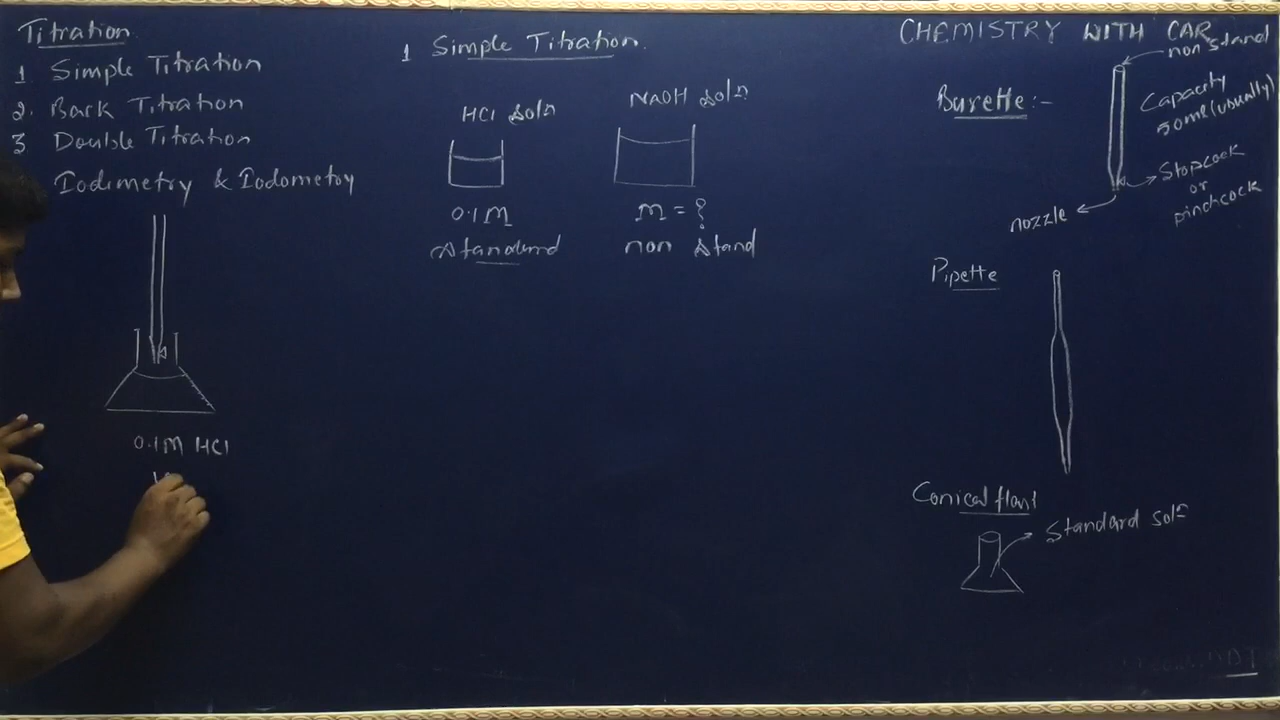 Titration
1 Simple Titration
2. Back Titration
3 Double Titration
Iodimetry & Iodometry
0.1M HCl
1 Simple Titration.
HCl Soln
NaOH Soln
0.1M
M = ?
Standard
non Stand
CHEMISTRY WITH CAR
non stand
Burette:-
Capacity
50ml (usually)
Stopcock
or
pinchcock
nozzle
Pipette
Conical
Standard Soln